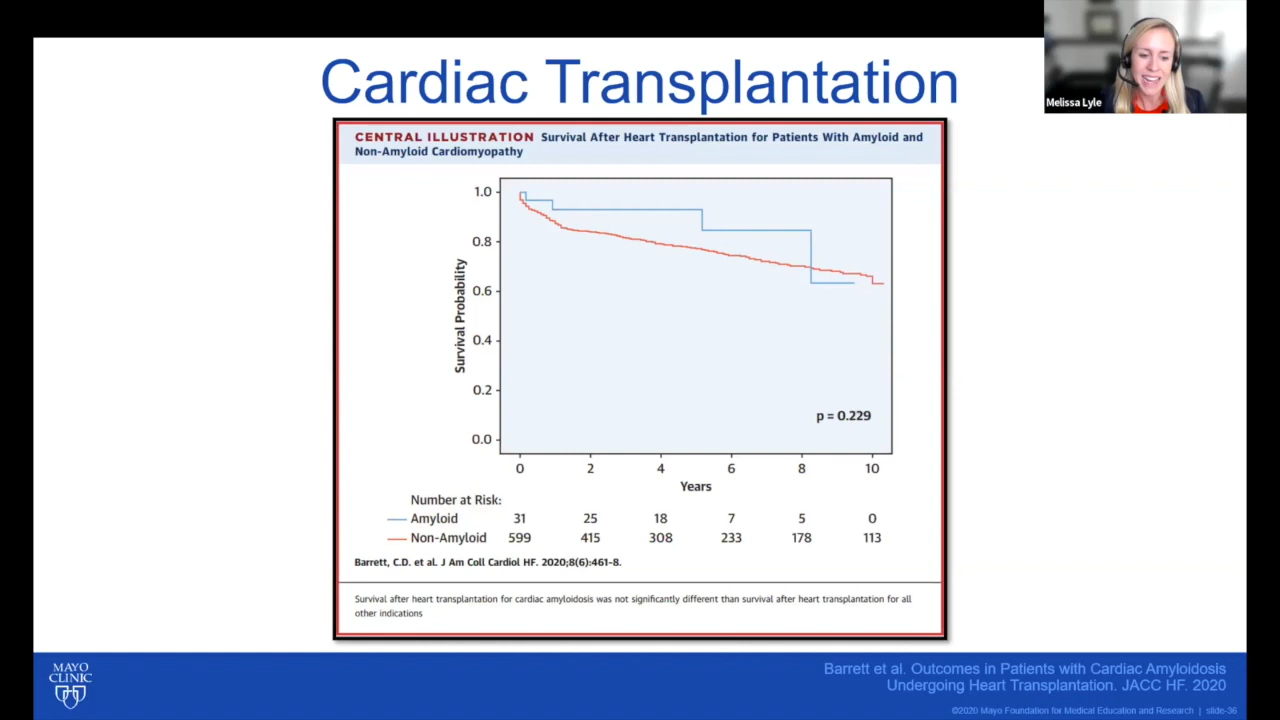 Cardiac Transplantation
Melissa Lyle
CENTRAL ILLUSTRATION Survival After Heart Transplantation for Patients With Amyloid and
Non-Amyloid Cardiomyopathy
1.0
0.8
0.6
0.4
0.2
0.0
Survival Probability
p = 0.229
0 2 4 6 8 10
Years
Number at Risk:
Amyloid 31 25 18 7 5 0
Non-Amyloid 599 415 308 233 178 113
Barrett, C.D. et al. J Am Coll Cardiol HF. 2020;8(6):461-8.
Survival after heart transplantation for cardiac amyloidosis was not significantly different than survival after heart transplantation for all
other indications
MAYO
CLINIC
Barrett et al. Outcomes in Patients with Cardiac Amyloidosis
Undergoing Heart Transplantation. JACC HF. 2020
©2020 Mayo Foundation for Medical Education and Research | slide-36